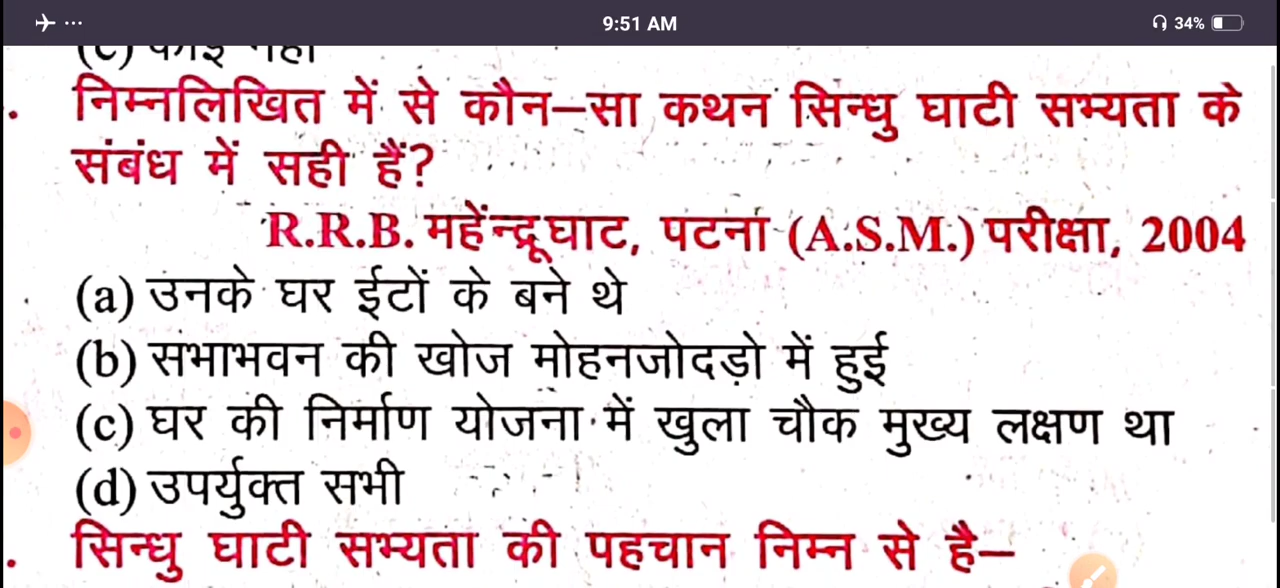 9:51 AM 34%
निम्नलिखित में से कौन–सा कथन सिन्धु घाटी सभ्यता के
संबंध में सही हैं?
R.R.B. महेंन्द्रूघाट, पटना (A.S.M.) परीक्षा, 2004
(a) उनके घर ईटों के बने थे
(b) सभाभवन की खोज मोहनजोदड़ो में हुई
(c) घर की निर्माण योजना में खुला चौक मुख्य लक्षण था
(d) उपर्युक्त सभी
सिन्धु घाटी सभ्यता की पहचान निम्न से है–